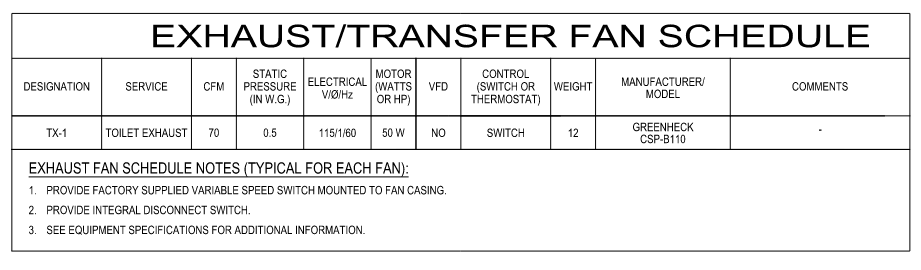 EXHAUST/TRANSFER FAN SCHEDULE
DESIGNATION SERVICE CFM STATIC PRESSURE (IN W.G.) ELECTRICAL V/Ø/Hz MOTOR (WATTS OR HP) VFD CONTROL (SWITCH OR THERMOSTAT) WEIGHT MANUFACTURER/ MODEL COMMENTS
TX-1 TOILET EXHAUST 70 0.5 115/1/60 50 W NO SWITCH 12 GREENHECK CSP-B110 -
EXHAUST FAN SCHEDULE NOTES (TYPICAL FOR EACH FAN):
1. PROVIDE FACTORY SUPPLIED VARIABLE SPEED SWITCH MOUNTED TO FAN CASING.
2. PROVIDE INTEGRAL DISCONNECT SWITCH.
3. SEE EQUIPMENT SPECIFICATIONS FOR ADDITIONAL INFORMATION.